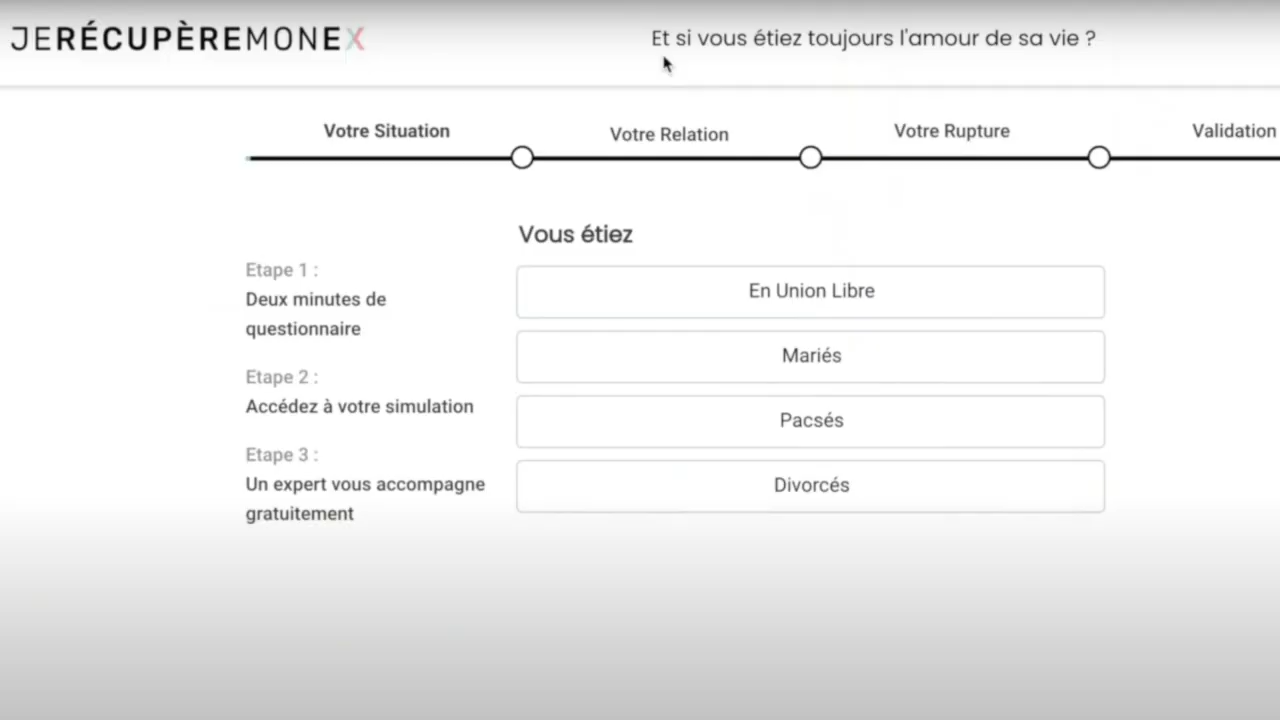 JERÉCUPÈREMONEX
Et si vous étiez toujours l'amour de sa vie ?
Votre Situation
Votre Relation
Votre Rupture
Validation
Vous étiez
Etape 1 :
Deux minutes de
questionnaire
Etape 2 :
Accédez à votre simulation
Etape 3 :
Un expert vous accompagne
gratuitement
En Union Libre
Mariés
Pacsés
Divorcés